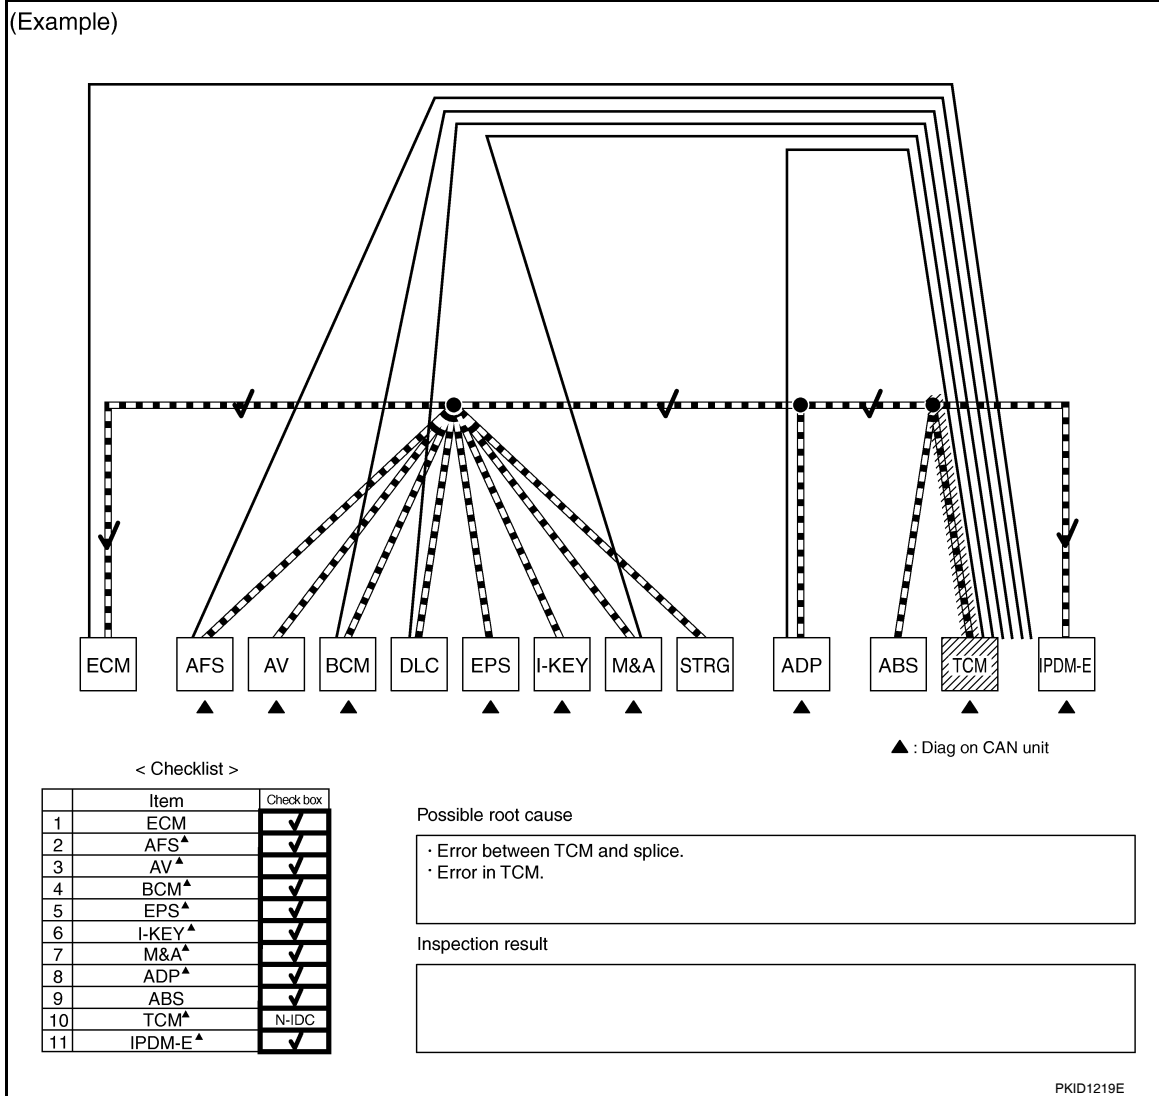 (Example)
ECM AFS AV BCM DLC EPS I-KEY M&A STRG ADP ABS TCM IPDM-E
▲ : Diag on CAN unit
< Checklist >
Item Check box
1 ECM ✓
2 AFS▲ ✓
3 AV▲ ✓
4 BCM▲ ✓
5 EPS▲ ✓
6 I-KEY▲ ✓
7 M&A▲ ✓
8 ADP▲ ✓
9 ABS ✓
10 TCM▲ N-IDC
11 IPDM-E▲ ✓
Possible root cause
· Error between TCM and splice.
· Error in TCM.
Inspection result
PKID1219E